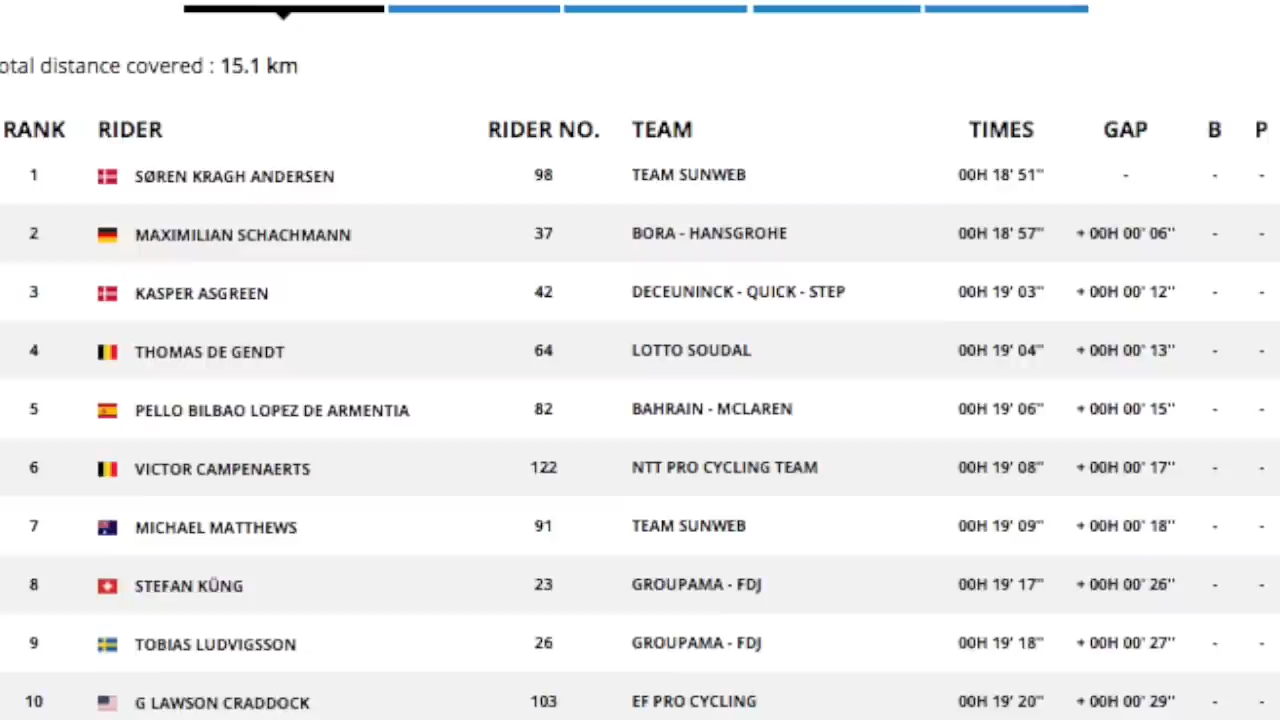 otal distance covered : 15.1 km
RANK RIDER RIDER NO. TEAM TIMES GAP B P
1 SØREN KRAGH ANDERSEN 98 TEAM SUNWEB 00H 18' 51'' - - -
2 MAXIMILIAN SCHACHMANN 37 BORA - HANSGROHE 00H 18' 57'' + 00H 00' 06'' - -
3 KASPER ASGREEN 42 DECEUNINCK - QUICK - STEP 00H 19' 03'' + 00H 00' 12'' - -
4 THOMAS DE GENDT 64 LOTTO SOUDAL 00H 19' 04'' + 00H 00' 13'' - -
5 PELLO BILBAO LOPEZ DE ARMENTIA 82 BAHRAIN - MCLAREN 00H 19' 06'' + 00H 00' 15'' - -
6 VICTOR CAMPENAERTS 122 NTT PRO CYCLING TEAM 00H 19' 08'' + 00H 00' 17'' - -
7 MICHAEL MATTHEWS 91 TEAM SUNWEB 00H 19' 09'' + 00H 00' 18'' - -
8 STEFAN KÜNG 23 GROUPAMA - FDJ 00H 19' 17'' + 00H 00' 26'' - -
9 TOBIAS LUDVIGSSON 26 GROUPAMA - FDJ 00H 19' 18'' + 00H 00' 27'' - -
10 G LAWSON CRADDOCK 103 EF PRO CYCLING 00H 19' 20'' + 00H 00' 29'' - -